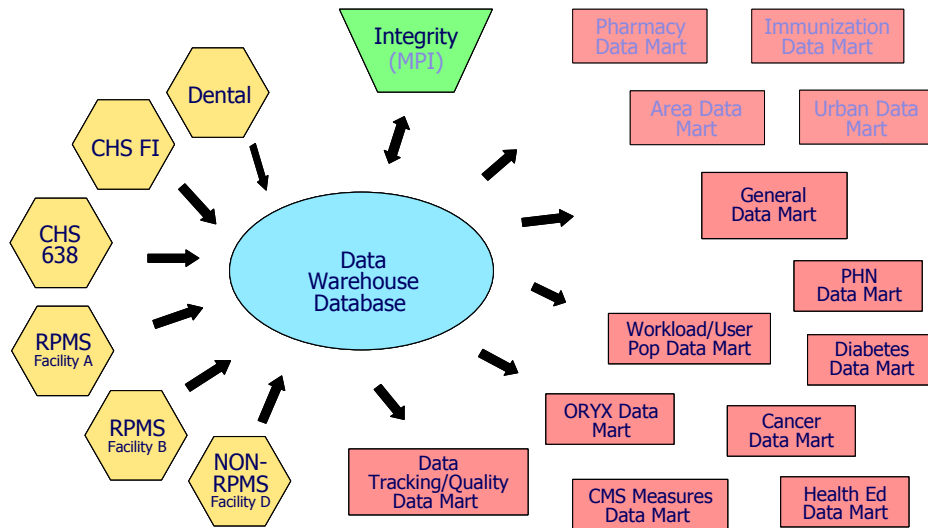 Integrity
(MPI)
Pharmacy
Data Mart
Immunization
Data Mart
Dental
Area Data
Mart
Urban Data
Mart
CHS FI
General
Data Mart
CHS
638
Data
Warehouse
Database
PHN
Data Mart
RPMS
Facility A
Workload/User
Pop Data Mart
Diabetes
Data Mart
RPMS
Facility B
ORYX Data
Mart
Cancer
Data Mart
NON-
RPMS
Facility D
Data
Tracking/Quality
Data Mart
CMS Measures
Data Mart
Health Ed
Data Mart